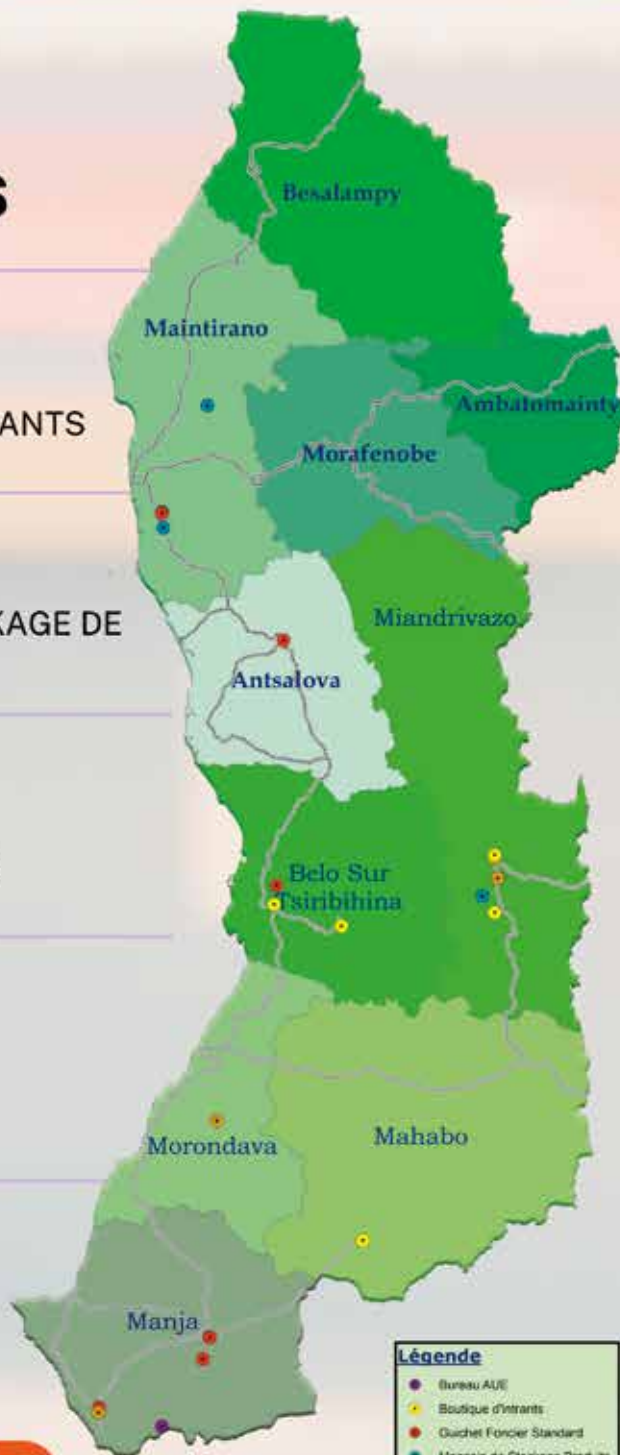 S
Besalampy
Maintirano
ANTS
Ambatomainty
Morafenobe
KAGE DE
Miandrivazo
Antsalova
Belo Sur
Tsiribihina
Morondava
Mahabo
Manja
Légende
Bureau AUE
Boutique d'Intrants
Guichet Foncier Standard